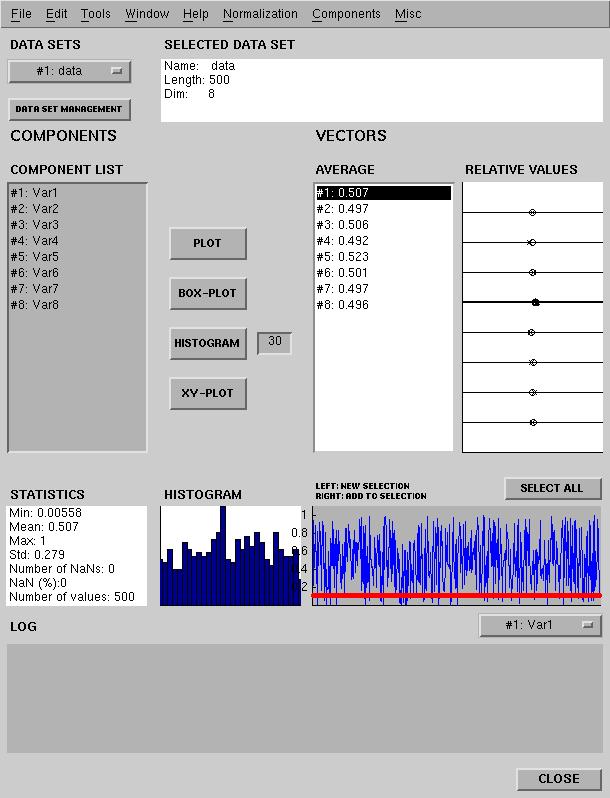 File Edit Tools Window Help Normalization Components Misc
DATA SETS
#1: data
DATA SET MANAGEMENT
SELECTED DATA SET
Name: data
Length: 500
Dim: 8
COMPONENTS
COMPONENT LIST
#1: Var1
#2: Var2
#3: Var3
#4: Var4
#5: Var5
#6: Var6
#7: Var7
#8: Var8
PLOT
BOX-PLOT
HISTOGRAM 30
XY-PLOT
VECTORS
AVERAGE
#1: 0.507
#2: 0.497
#3: 0.506
#4: 0.492
#5: 0.523
#6: 0.501
#7: 0.497
#8: 0.496
RELATIVE VALUES
STATISTICS
Min: 0.00558
Mean: 0.507
Max: 1
Std: 0.279
Number of NaNs: 0
NaN (%):0
Number of values: 500
HISTOGRAM
LEFT: NEW SELECTION
RIGHT: ADD TO SELECTION
SELECT ALL
1
0.8
0.6
0.4
0.2
#1: Var1
LOG
CLOSE